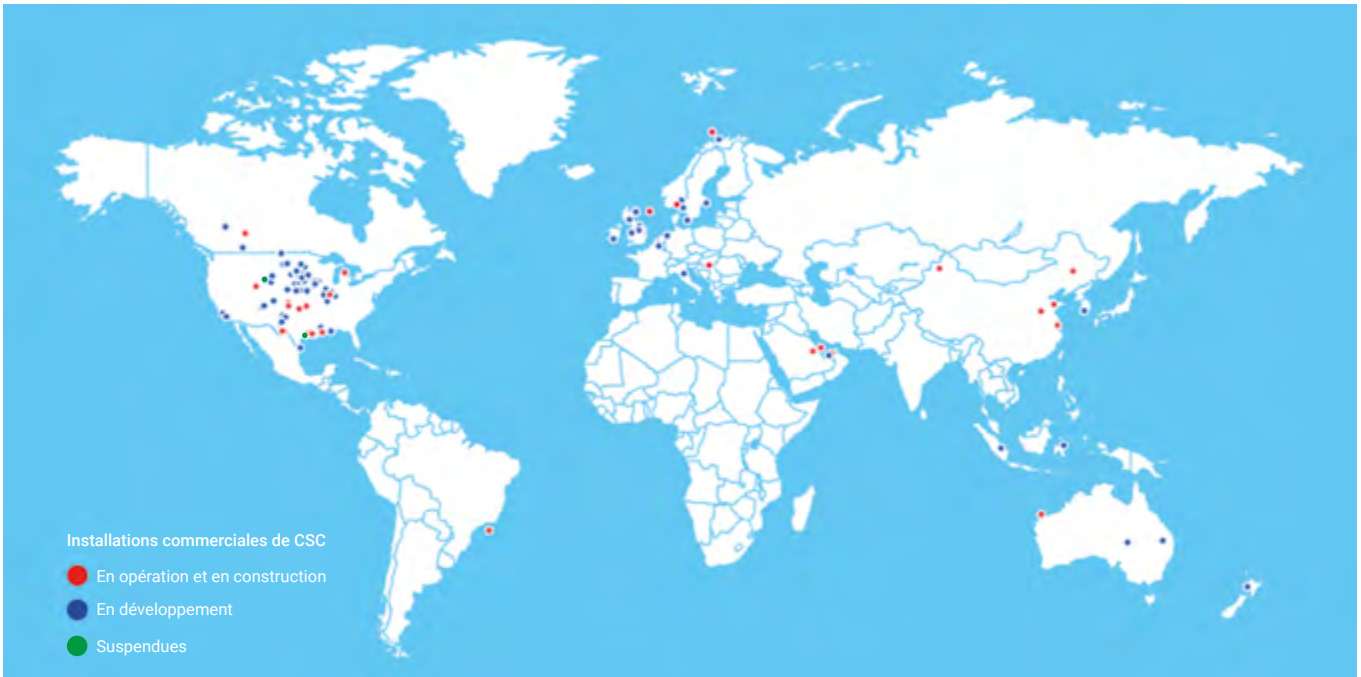 Installations commerciales de CSC
En opération et en construction
En développement
Suspendues